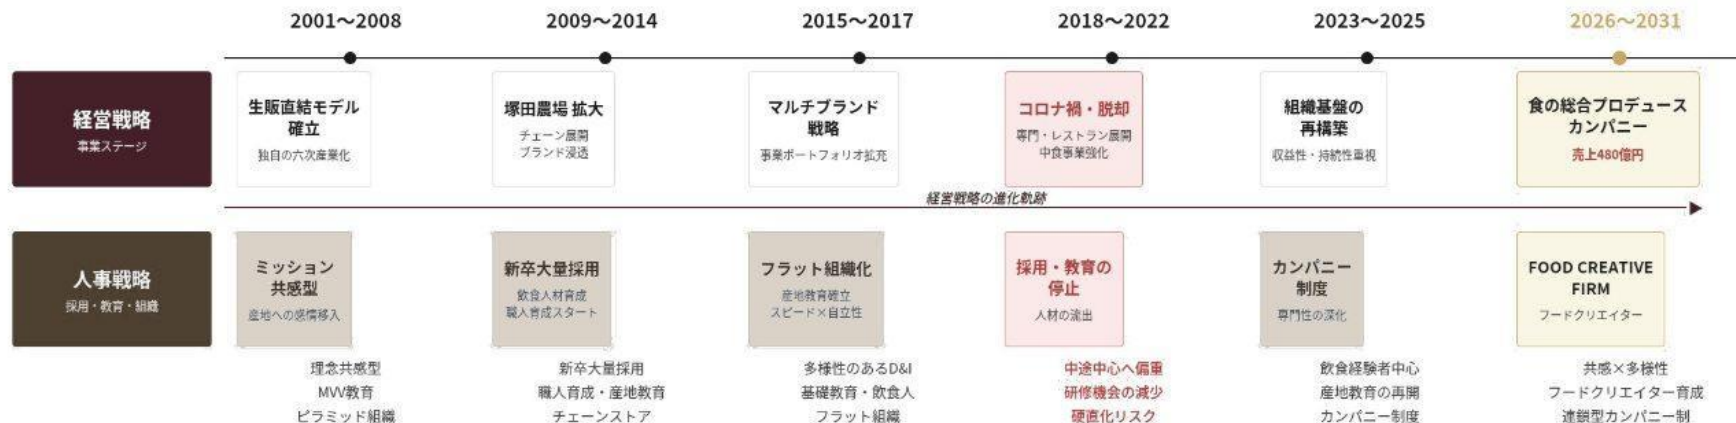 2001～2008
2009～2014
2015～2017
2018～2022
2023～2025
2026～2031
経営戦略
事業ステージ
生販直結モデル
確立
独自の六次産業化
塚田農場 拡大
チェーン展開
ブランド浸透
マルチブランド
戦略
事業ポートフォリオ拡充
コロナ禍・脱却
専門・レストラン展開
中食事業強化
組織基盤の
再構築
収益性・持続性重視
食の総合プロデュース
カンパニー
売上480億円
経営戦略の進化軌跡
人事戦略
採用・教育・組織
ミッション
共感型
産地への感情移入
新卒大量採用
飲食人材育成
職人育成スタート
フラット組織化
産地教育確立
スピード×自立性
採用・教育の
停止
人材の流出
カンパニー
制度
専門性の深化
FOOD CREATIVE
FIRM
フードクリエイター
理念共感型
MVV教育
ピラミッド組織
新卒大量採用
職人育成・産地教育
チェーンストア
多様性のあるD&I
基礎教育・飲食人
フラット組織
中途中心へ偏重
研修機会の減少
硬直化リスク
飲食経験者中心
産地教育の再開
カンパニー制度
共感×多様性
フードクリエイター育成
連鎖型カンパニー制